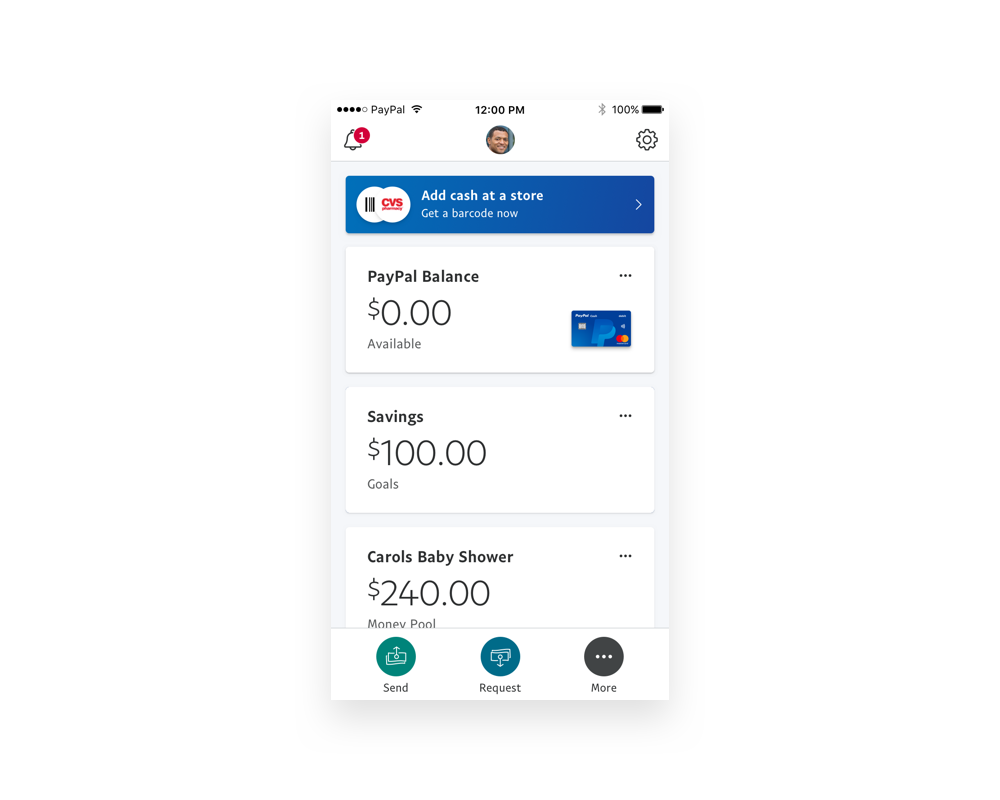 PayPal 12:00 PM 100%
1
CVS
pharmacy
Add cash at a store
Get a barcode now
PayPal Balance
$0.00
Available
PayPal
Savings
$100.00
Goals
Carols Baby Shower
$240.00
Money Pool
Send Request More